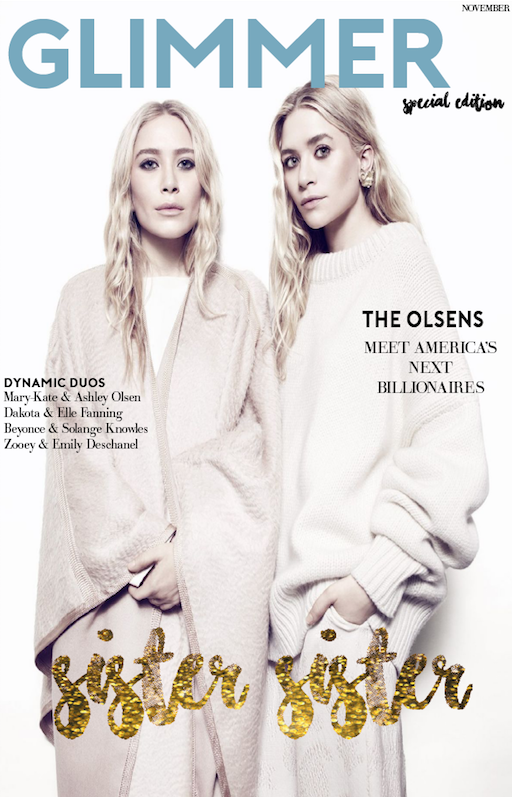 NOVEMBER
GLIMMER
special edition
THE OLSENS
MEET AMERICA'S
NEXT
BILLIONAIRES
DYNAMIC DUOS
Mary-Kate & Ashley Olsen
Dakota & Elle Fanning
Beyonce & Solange Knowles
Zooey & Emily Deschanel
sister sister